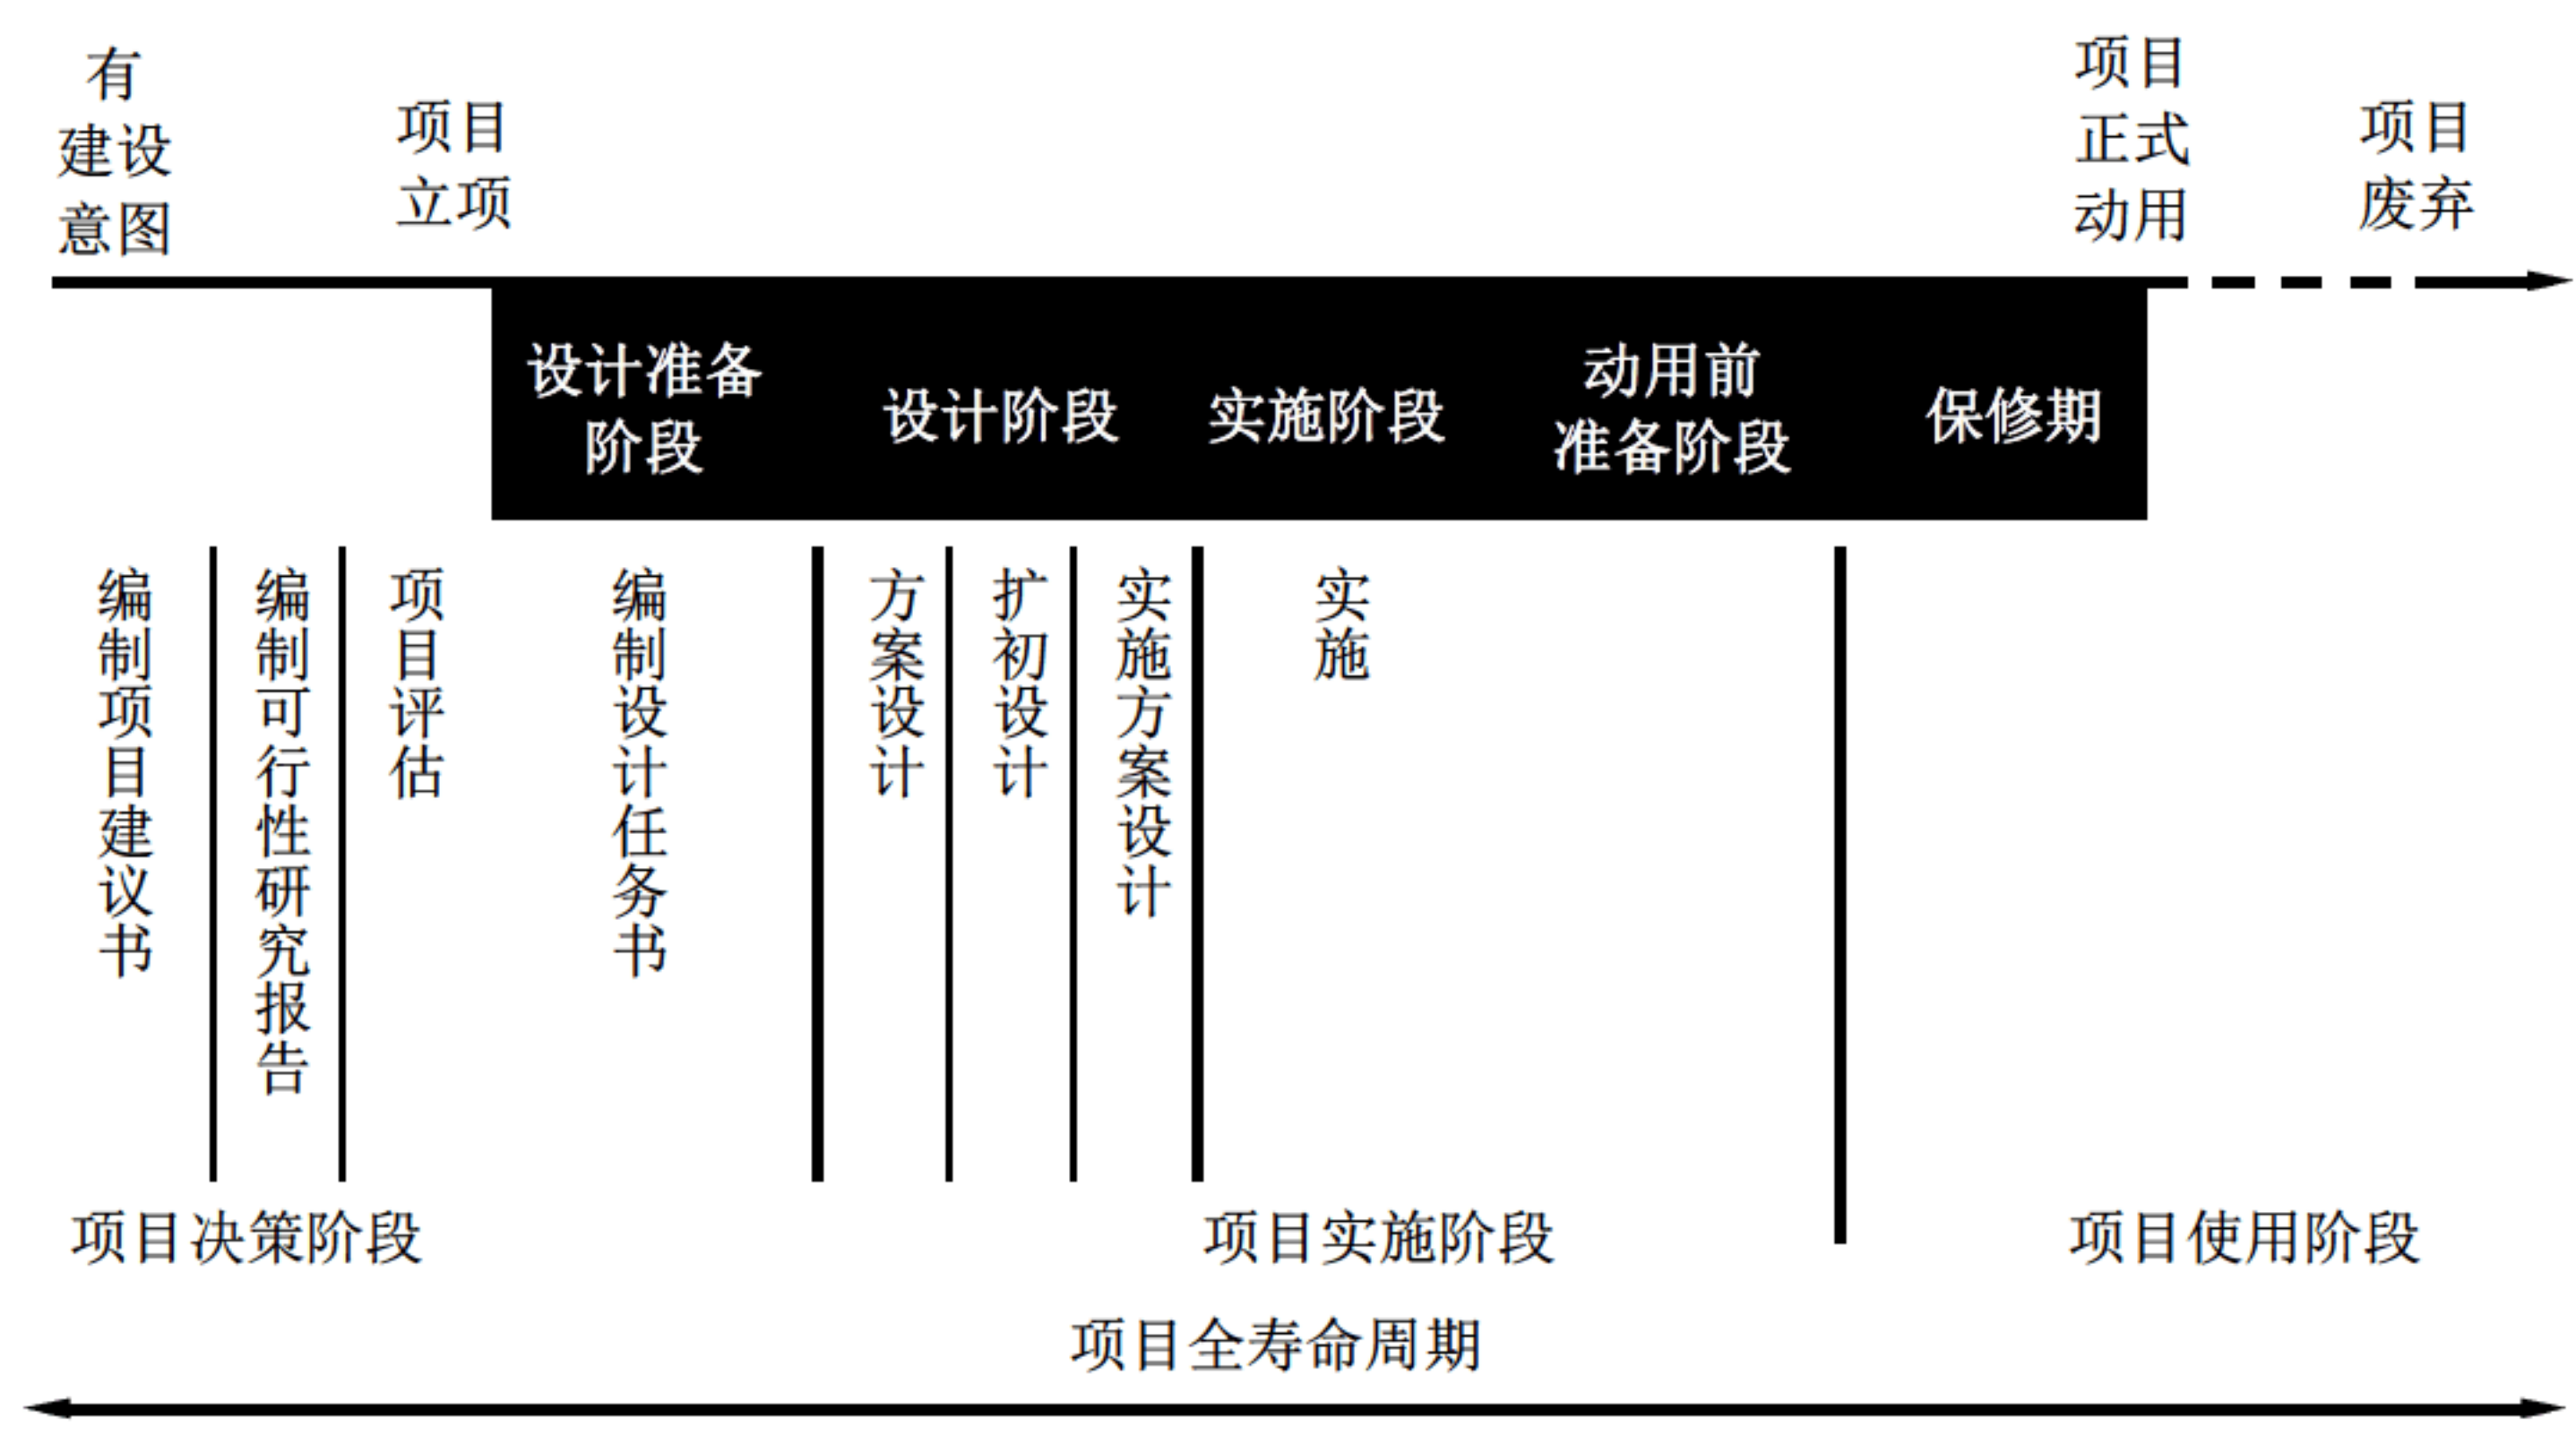 有
建设
意图
项目
立项
项目
正式
动用
项目
废弃
设计准备
阶段
设计阶段
实施阶段
动用前
准备阶段
保修期
编制项目建议书
编制可行性研究报告
项目评估
编制设计任务书
方案设计
扩初设计
实施方案设计
实施
项目决策阶段
项目实施阶段
项目使用阶段
项目全寿命周期